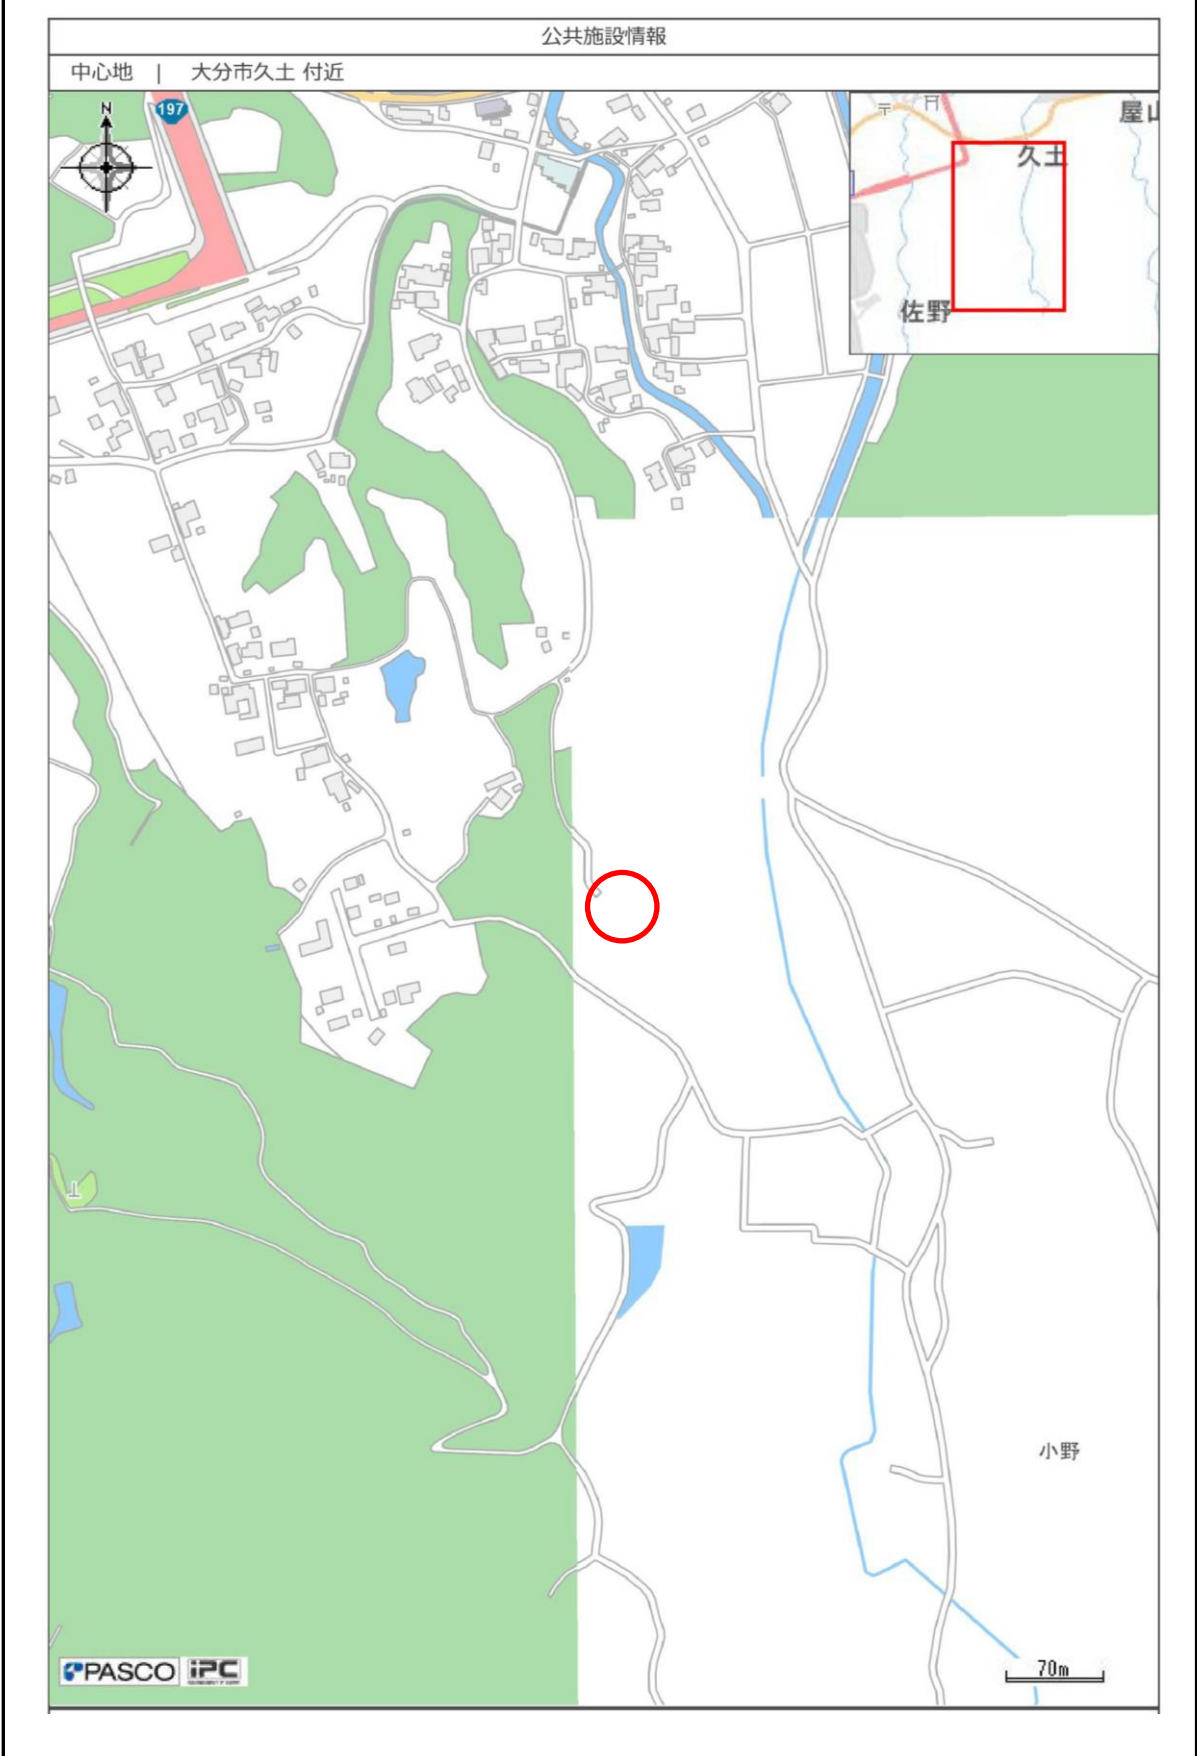 公共施設情報
中心地 | 大分市久土 付近
N
197
屋山
久土
佐野
小野
PASCO iPC
70m